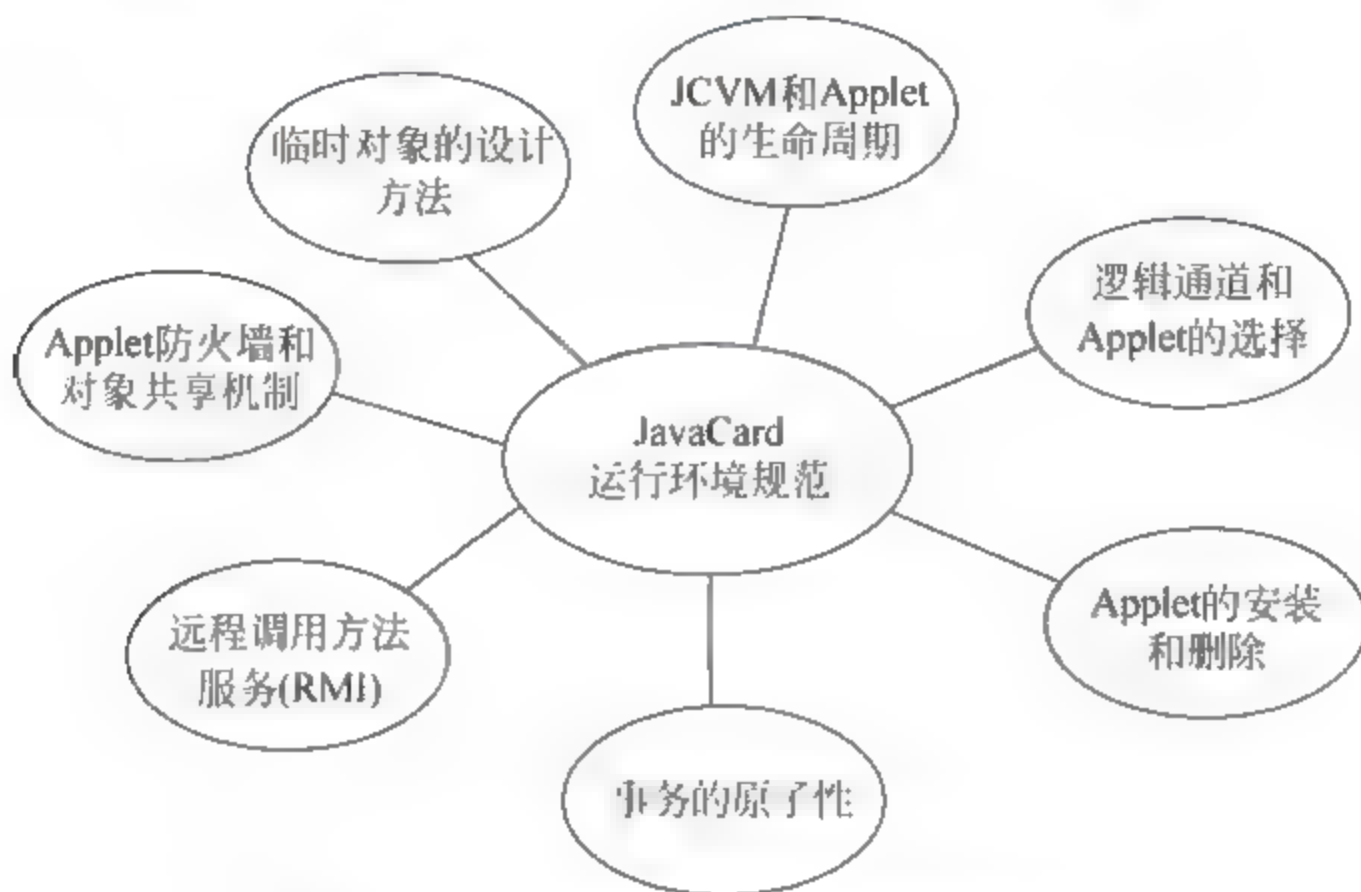 JCVM和Applet
的生命周期
临时对象的设计
方法
逻辑通道和
Applet的选择
Applet防火墙和
对象共享机制
JavaCard
运行环境规范
Applet的安装
和删除
远程调用方法
服务(RMI)
事务的原子性